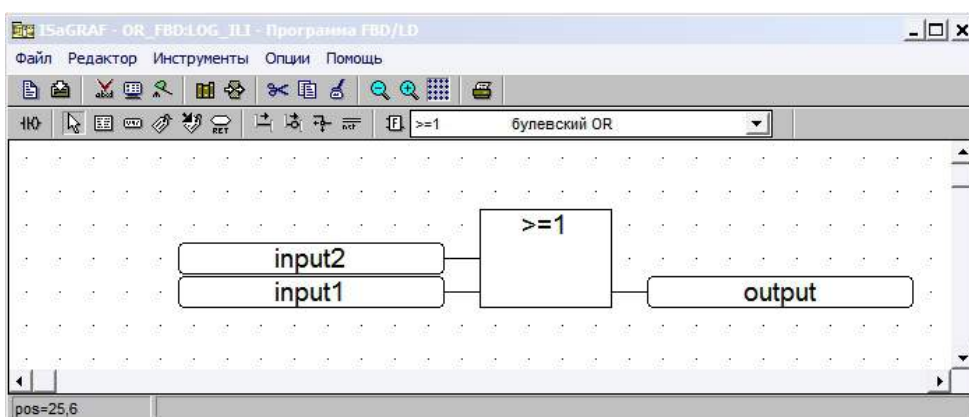 ISaGRAF - OR_FBD:LOG_ILI - Программа FBD/LD
Файл Редактор Инструменты Опции Помощь
>=1 булевский OR
>=1
input2
input1
output
pos=25,6